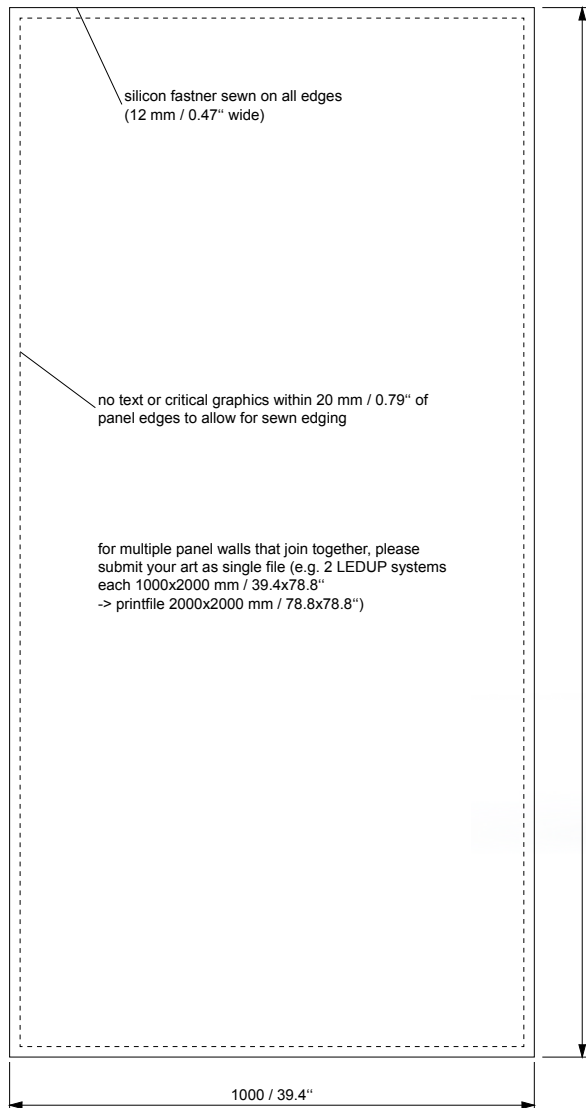 silicon fastner sewn on all edges
(12 mm / 0.47“ wide)
no text or critical graphics within 20 mm / 0.79“ of
panel edges to allow for sewn edging
for multiple panel walls that join together, please
submit your art as single file (e.g. 2 LEDUP systems
each 1000x2000 mm / 39.4x78.8“
-> printfile 2000x2000 mm / 78.8x78.8“)
1000 / 39.4“